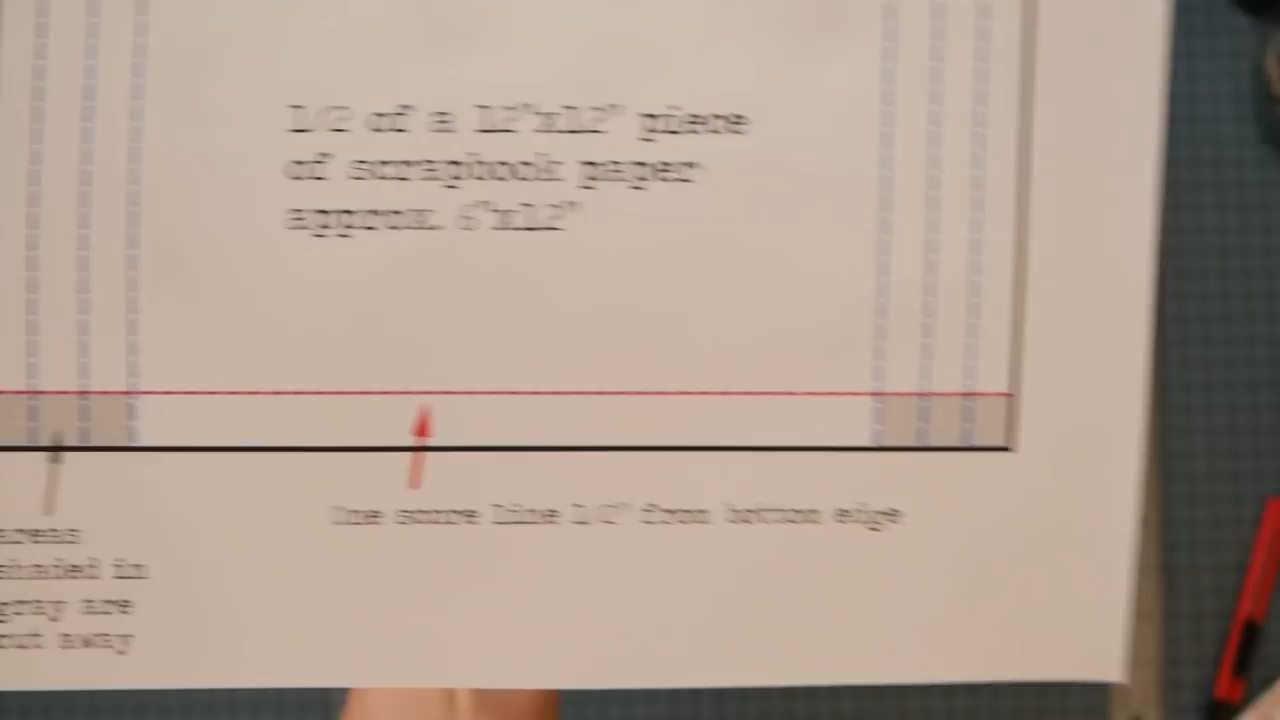 1/2 of a 12"x12" piece
of scrapbook paper
approx. 6"x12"
One score line 1/2" from bottom edge
areas
shaded in
gray are
cut away